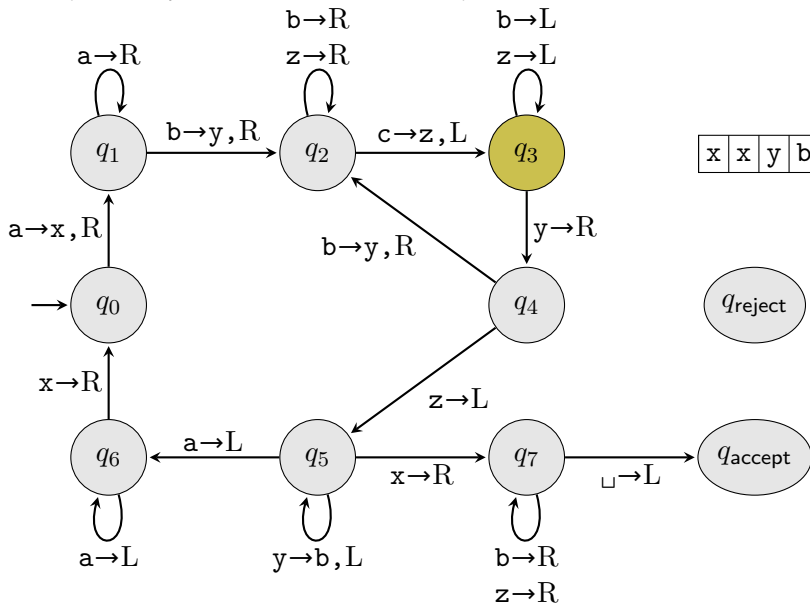 b→R
b→L
a→R
z→R
z→L
q1
b→y,R
q2
c→z,L
q3
x x y b
a→x,R
b→y,R
y→R
q0
q4
qreject
x→R
z→L
q6
a→L
q5
x→R
q7
␣→L
qaccept
a→L
y→b,L
b→R
z→R